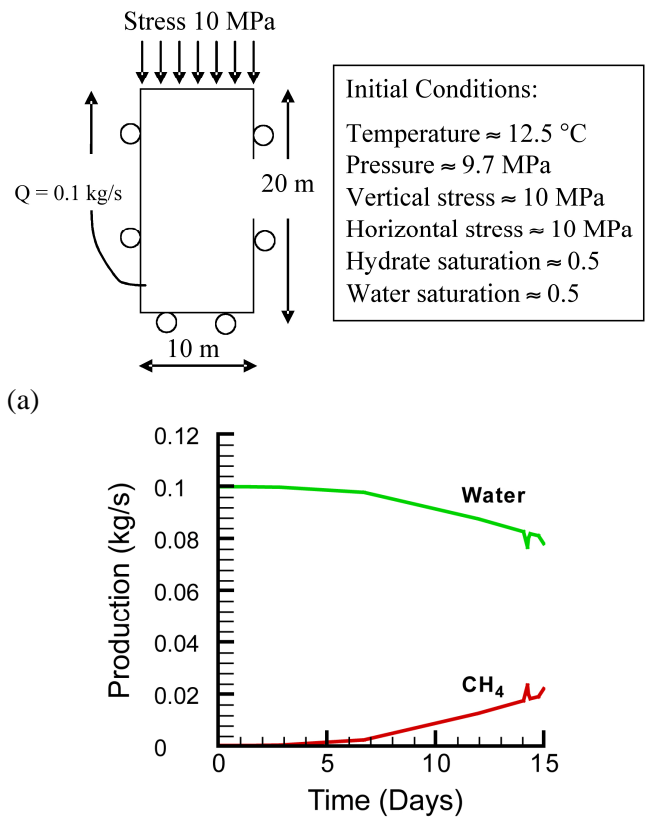 Stress 10 MPa
Q = 0.1 kg/s
20 m
10 m
Initial Conditions:
Temperature ≈ 12.5 °C
Pressure ≈ 9.7 MPa
Vertical stress ≈ 10 MPa
Horizontal stress ≈ 10 MPa
Hydrate saturation ≈ 0.5
Water saturation ≈ 0.5
(a)
Production (kg/s)
0.12
0.1
0.08
0.06
0.04
0.02
0
Water
CH₄
0 5 10 15
Time (Days)